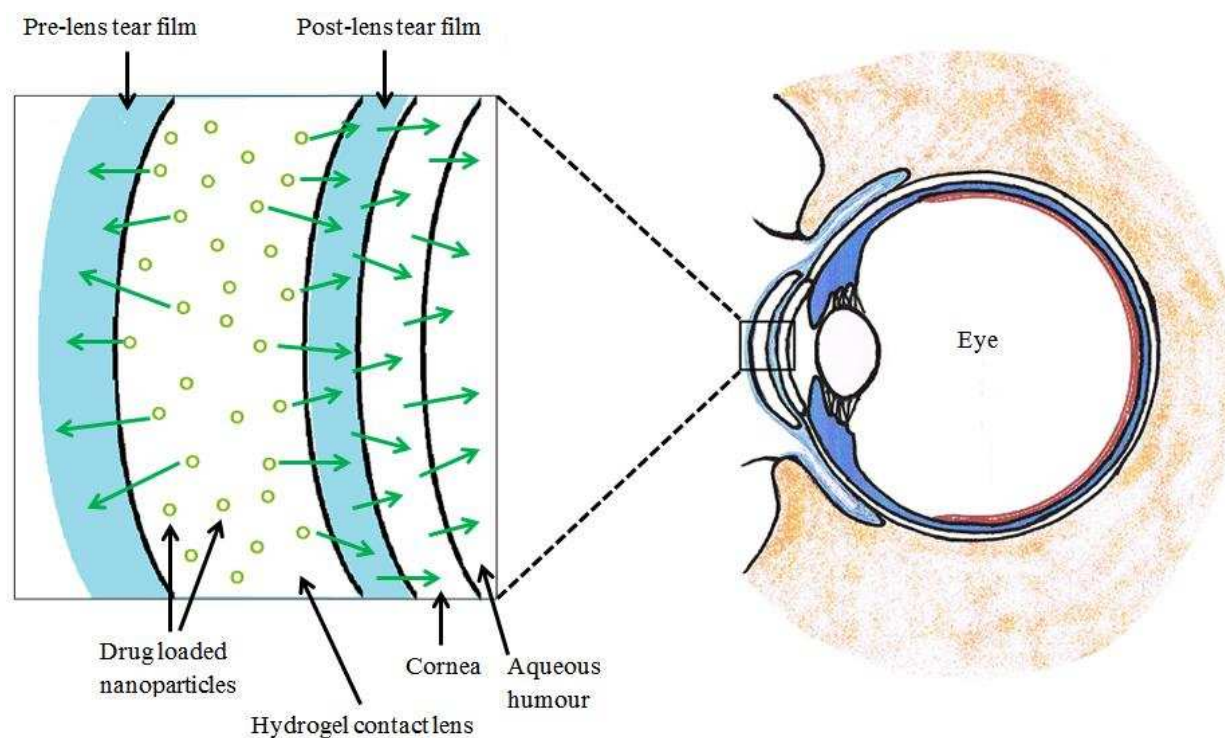 Pre-lens tear film
Post-lens tear film
Eye
Drug loaded
nanoparticles
Hydrogel contact lens
Cornea
Aqueous
humour